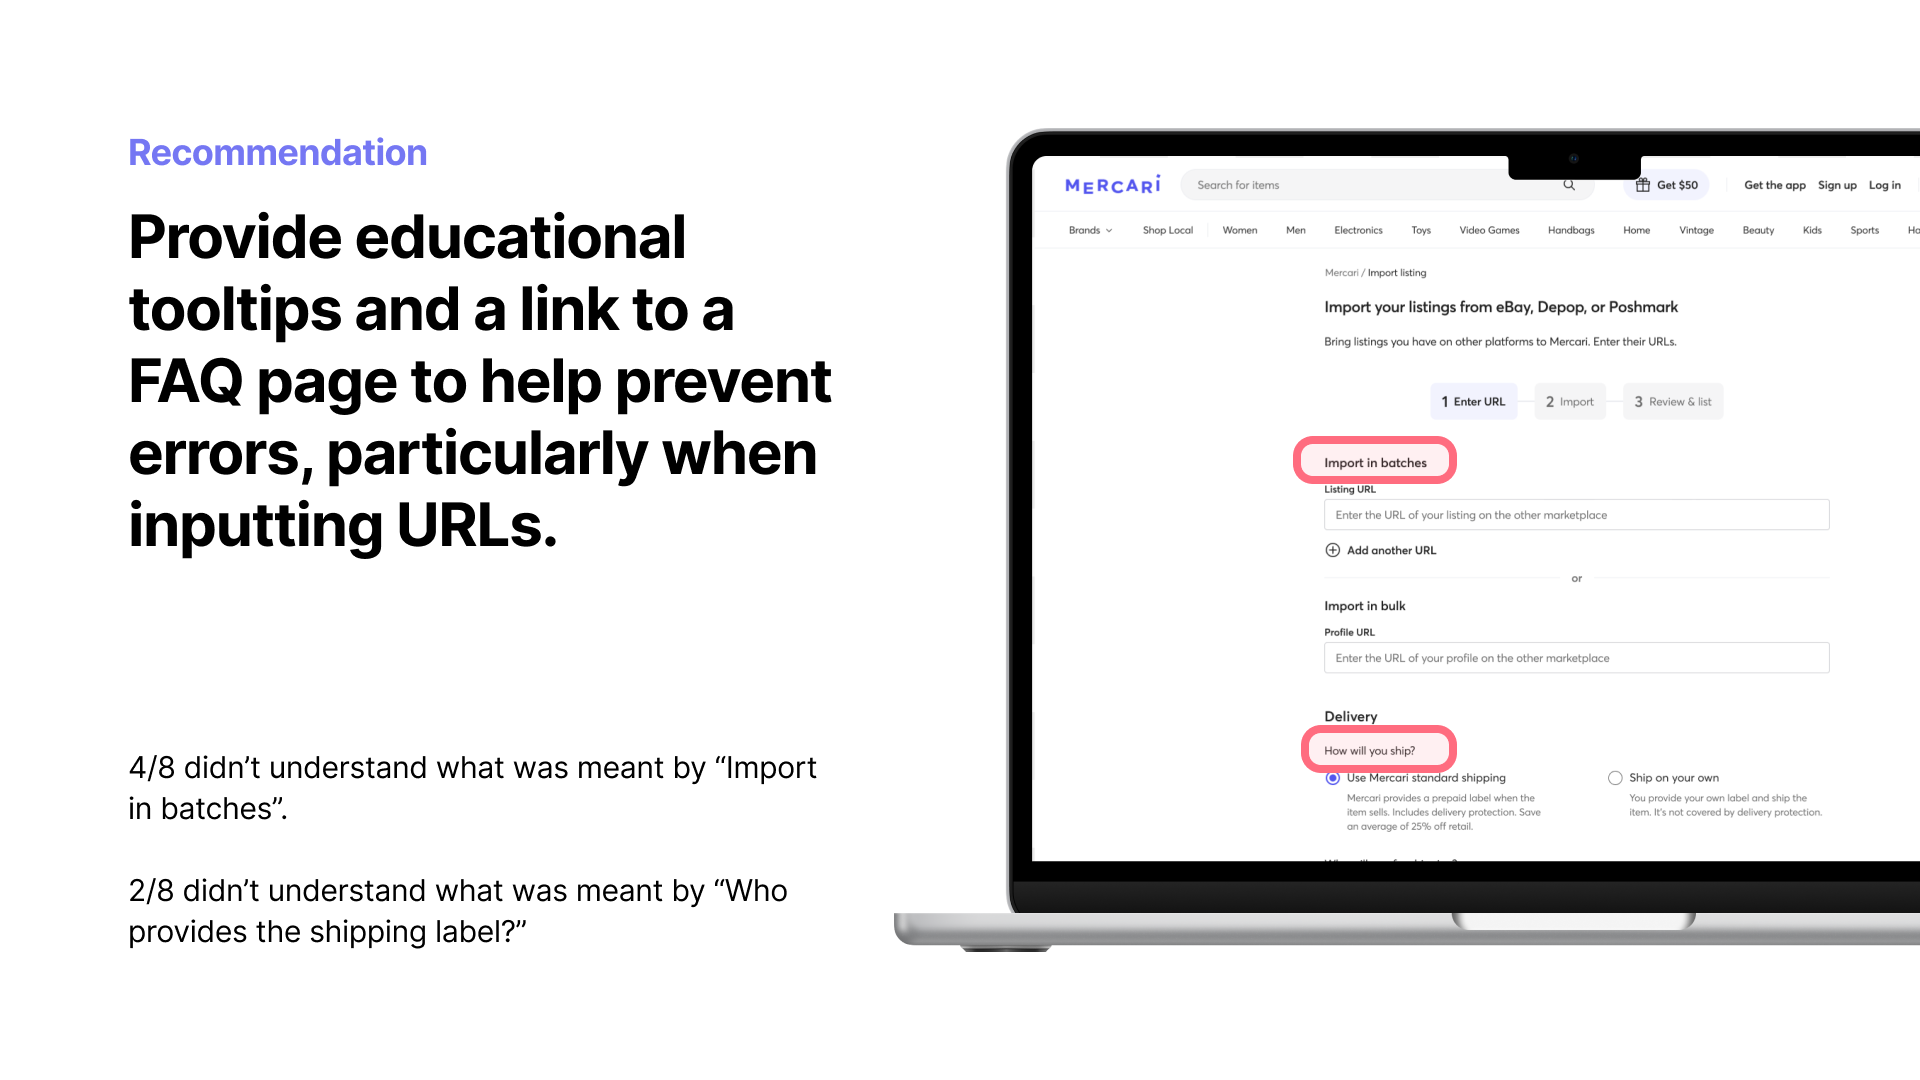 Recommendation
Provide educational
tooltips and a link to a
FAQ page to help prevent
errors, particularly when
inputting URLs.
4/8 didn’t understand what was meant by “Import
in batches”.
2/8 didn’t understand what was meant by “Who
provides the shipping label?”
MERCARI
Search for items
Get $50
Get the app Sign up Log in
Brands Shop Local Women Men Electronics Toys Video Games Handbags Home Vintage Beauty Kids Sports
Mercari / Import listing
Import your listings from eBay, Depop, or Poshmark
Bring listings you have on other platforms to Mercari. Enter their URLs.
1 Enter URL 2 Import 3 Review & list
Import in batches
Listing URL
Enter the URL of your listing on the other marketplace
Add another URL
or
Import in bulk
Profile URL
Enter the URL of your profile on the other marketplace
Delivery
How will you ship?
Use Mercari standard shipping
Mercari provides a prepaid label when the
item sells. Includes delivery protection. Save
an average of 25% off retail.
Ship on your own
You provide your own label and ship the
item. It's not covered by delivery protection.